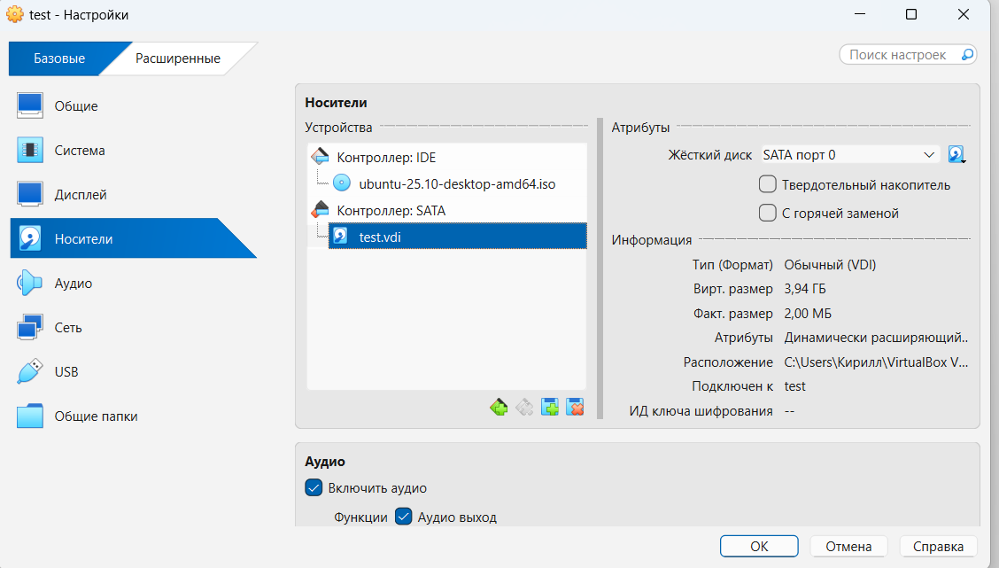 test - Настройки
Базовые
Расширенные
Поиск настроек
Общие
Система
Дисплей
Носители
Аудио
Сеть
USB
Общие папки
Носители
Устройства
Контроллер: IDE
ubuntu-25.10-desktop-amd64.iso
Контроллер: SATA
test.vdi
Атрибуты
Жёсткий диск SATA порт 0
Твердотельный накопитель
С горячей заменой
Информация
Тип (Формат) Обычный (VDI)
Вирт. размер 3,94 ГБ
Факт. размер 2,00 МБ
Атрибуты Динамически расширяющий..
Расположение C:\Users\Кирилл\VirtualBox V...
Подключен к test
ИД ключа шифрования --
Аудио
Включить аудио
Функции Аудио выход
OK
Отмена
Справка